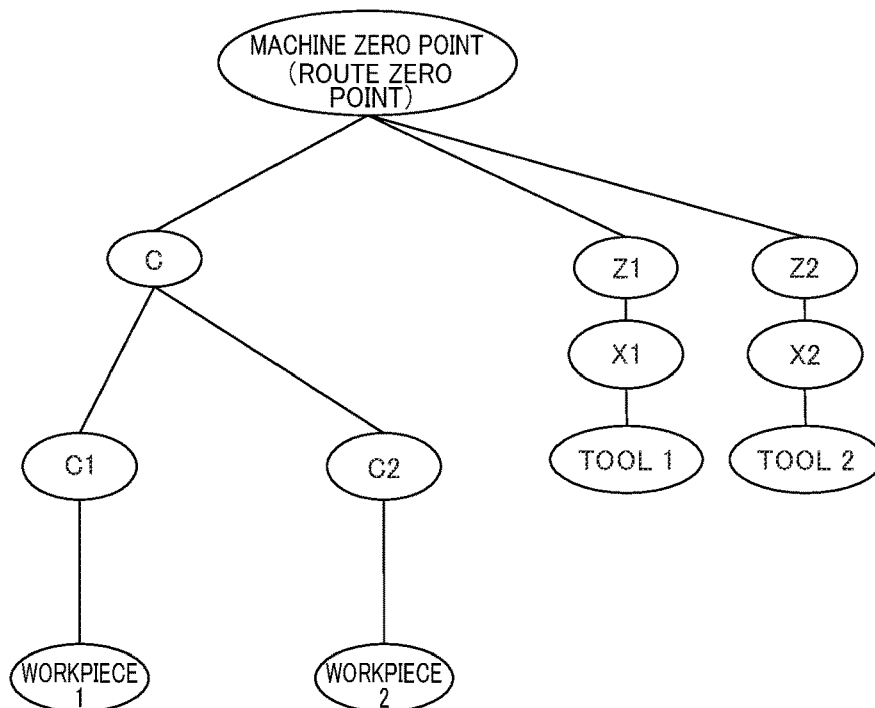 MACHINE ZERO POINT
(ROUTE ZERO
POINT)
C
Z1
Z2
X1
X2
C1
C2
TOOL 1
TOOL 2
WORKPIECE
1
WORKPIECE
2